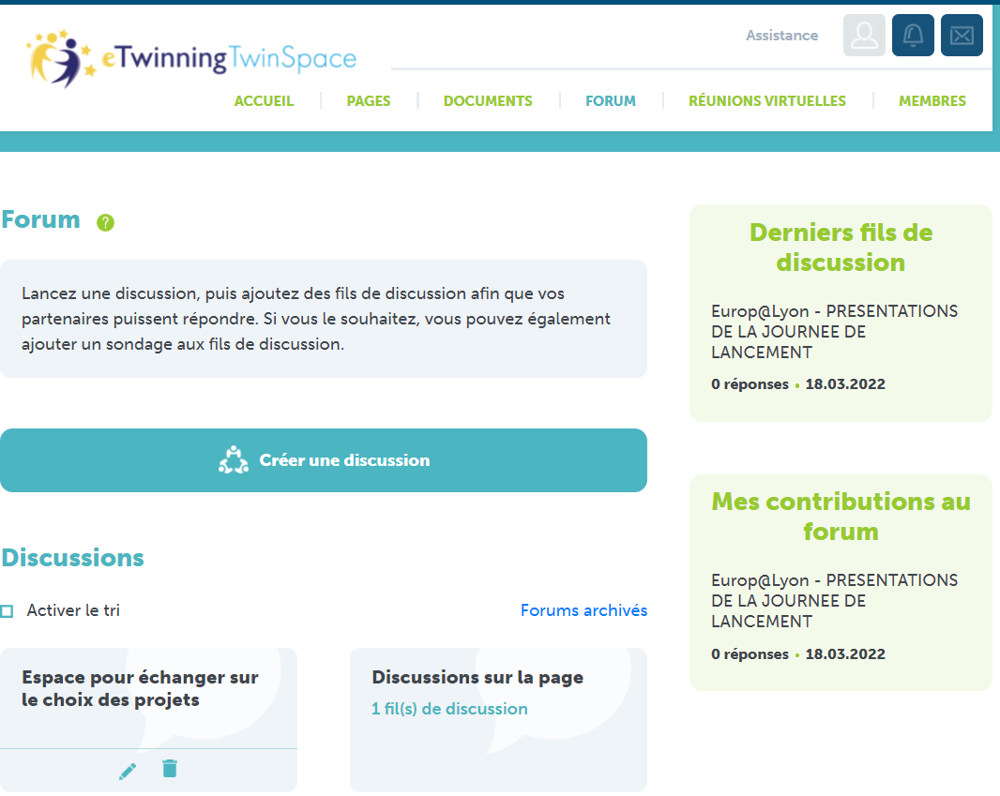 eTwinningTwinSpace
Assistance
ACCUEIL
PAGES
DOCUMENTS
FORUM
RÉUNIONS VIRTUELLES
MEMBRES
Forum ?
Lancez une discussion, puis ajoutez des fils de discussion afin que vos
partenaires puissent répondre. Si vous le souhaitez, vous pouvez également
ajouter un sondage aux fils de discussion.
Créer une discussion
Discussions
Activer le tri
Forums archivés
Espace pour échanger sur
le choix des projets
Discussions sur la page
1 fil(s) de discussion
Derniers fils de
discussion
Europ@Lyon - PRESENTATIONS
DE LA JOURNEE DE
LANCEMENT
0 réponses • 18.03.2022
Mes contributions au
forum
Europ@Lyon - PRESENTATIONS
DE LA JOURNEE DE
LANCEMENT
0 réponses • 18.03.2022